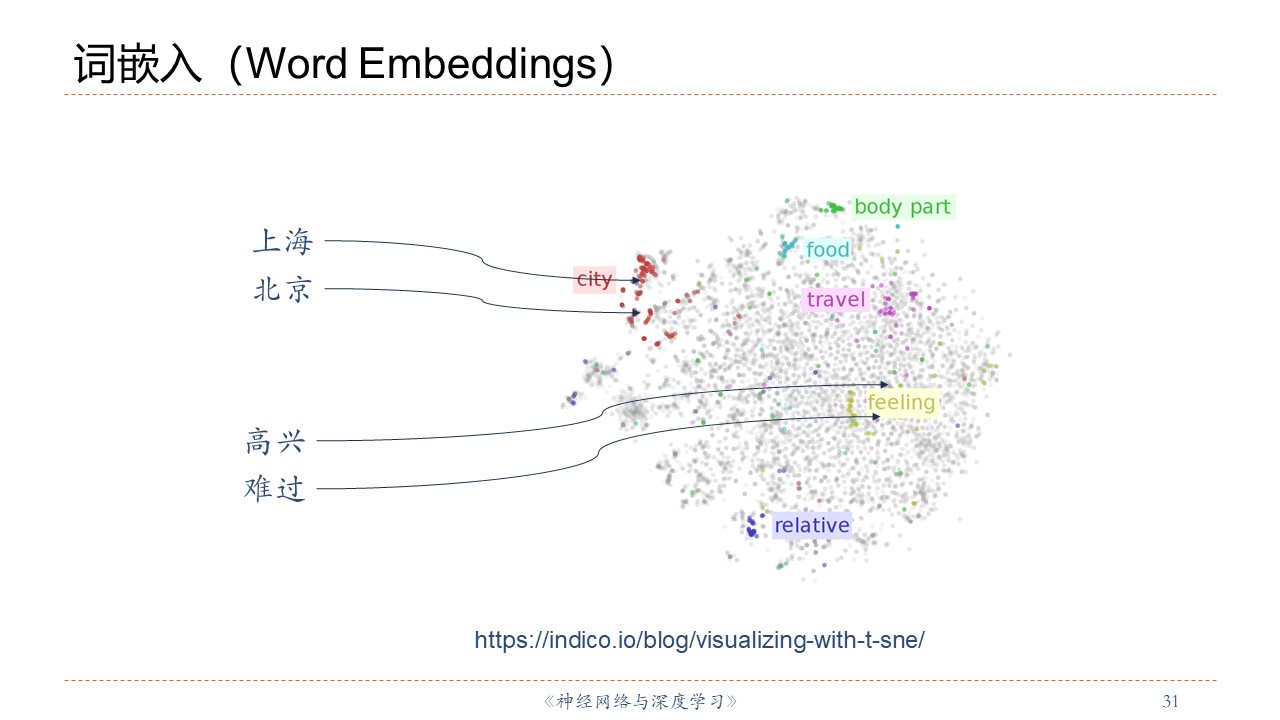 词嵌入（Word Embeddings）
body part
上海
food
city
北京
travel
feeling
高兴
难过
relative
https://indico.io/blog/visualizing-with-t-sne/
《神经网络与深度学习》
31